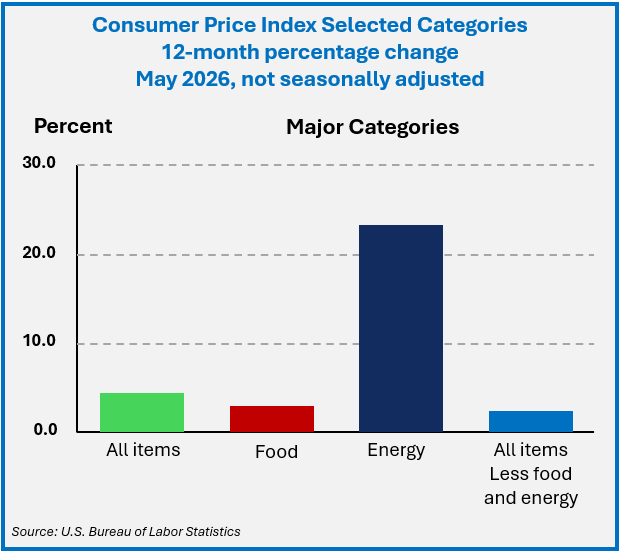 Consumer Price Index Selected Categories
12-month percentage change
May 2026, not seasonally adjusted
Percent
Major Categories
30.0
20.0
10.0
0.0
All items
Food
Energy
All items
Less food
and energy
Source: U.S. Bureau of Labor Statistics